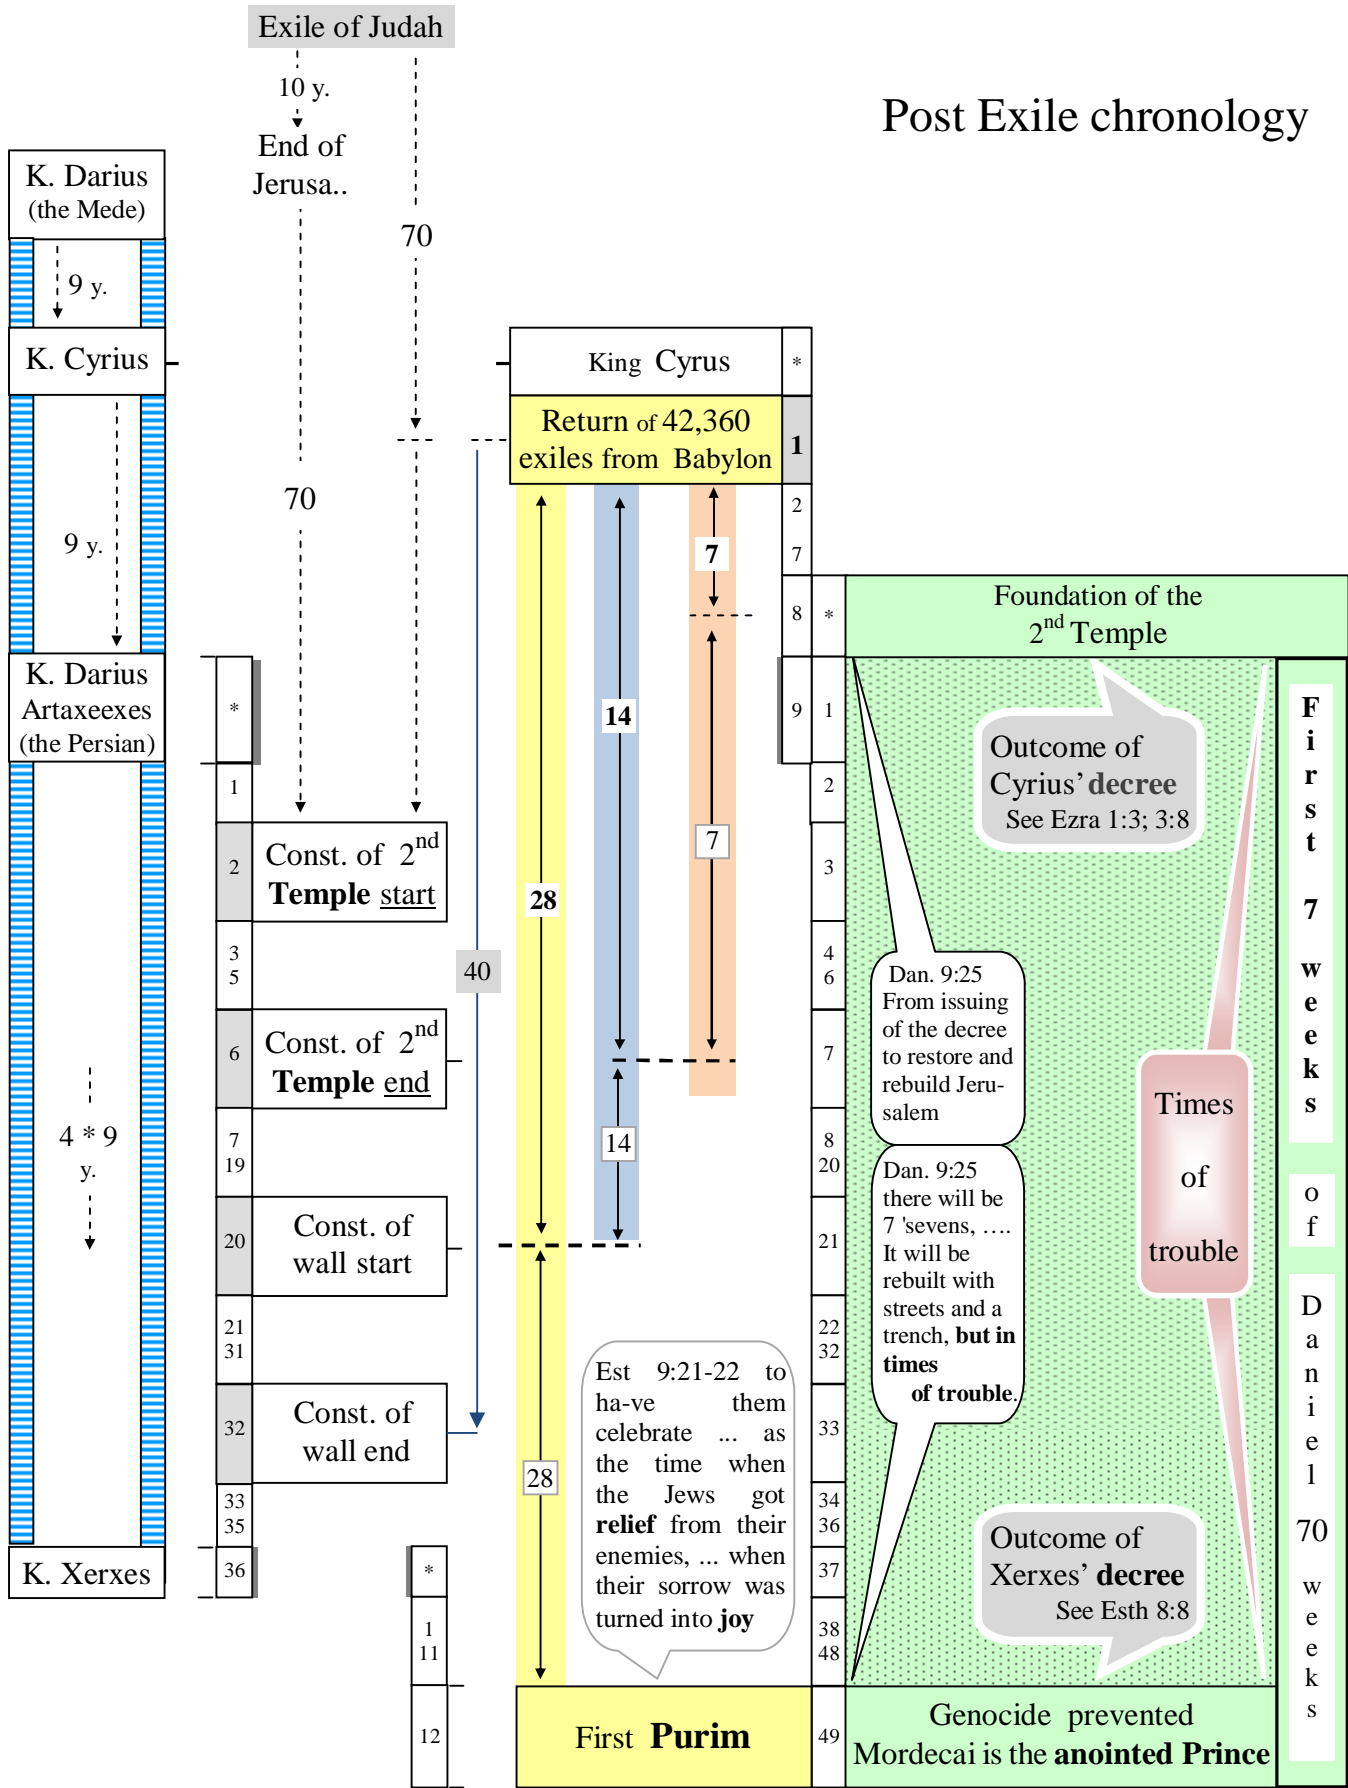 Exile of Judah
10 y.
Post Exile chronology
End of
Jerusa..
K. Darius
(the Mede)
70
9 y.
K. Cyrius
King Cyrus
*
Return of 42,360
exiles from Babylon
1
70
2
7
7
9 y.
8
*
Foundation of the
2nd Temple
K. Darius
Artaxeexes
(the Persian)
*
14
9
1
Outcome of
Cyrius’ decree
See Ezra 1:3; 3:8
1
2
2
Const. of 2nd
Temple start
7
3
28
3
5
40
4
6
Dan. 9:25
From issuing
of the decree
to restore and
rebuild Jeru-
salem
6
Const. of 2nd
Temple end
7
4 * 9
y.
7
19
14
8
20
Times
of
trouble
Dan. 9:25
there will be
7 'sevens, ….
It will be
rebuilt with
streets and a
trench, but in
times
of trouble.
20
Const. of
wall start
21
21
31
22
32
Est 9:21-22 to
ha-ve them
celebrate ... as
the time when
the Jews got
relief from their
enemies, ... when
their sorrow was
turned into joy
32
Const. of
wall end
33
28
33
35
34
36
Outcome of
Xerxes’ decree
See Esth 8:8
K. Xerxes
36
*
37
1
11
38
48
12
First Purim
49
Genocide prevented
Mordecai is the anointed Prince
First 7 weeks of Daniel 70 weeks